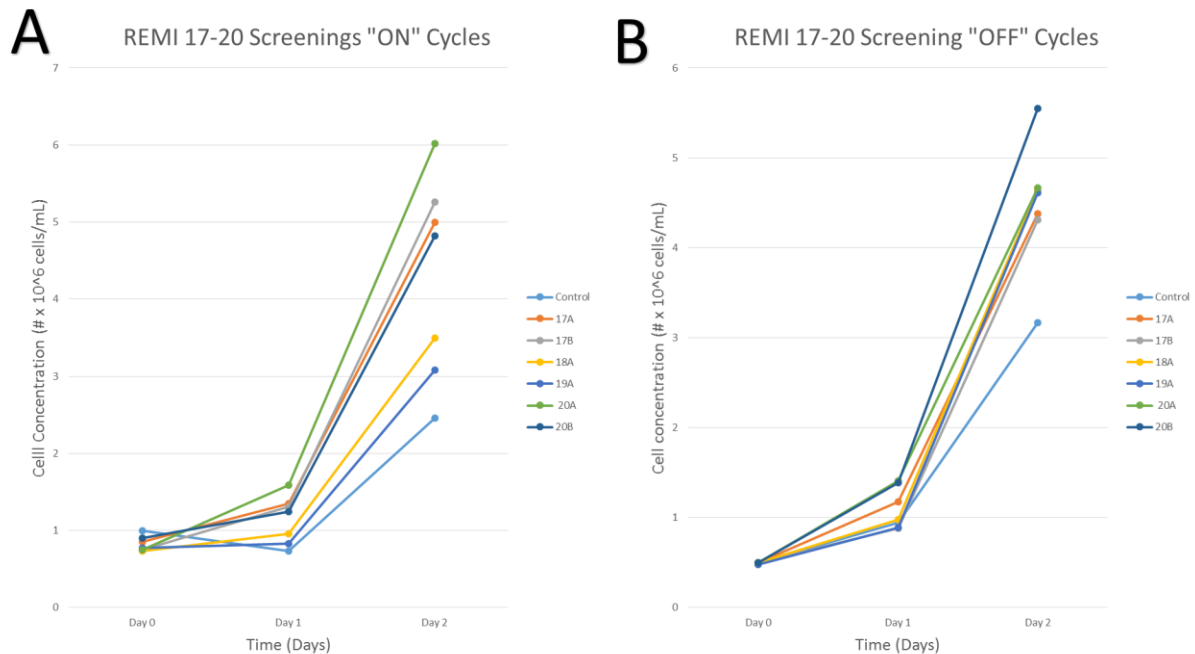 A
REMI 17-20 Screenings "ON" Cycles
7
6
5
4
3
2
1
0
Celll Concentration (# x 10^6 cells/mL)
Day 0
Day 1
Day 2
Time (Days)
Control
17A
17B
18A
19A
20A
20B
B
REMI 17-20 Screening "OFF" Cycles
6
5
4
3
2
1
0
Cell concentration (# x 10^6 cells/mL)
Day 0
Day 1
Day 2
Time (Days)
Control
17A
17B
18A
19A
20A
20B